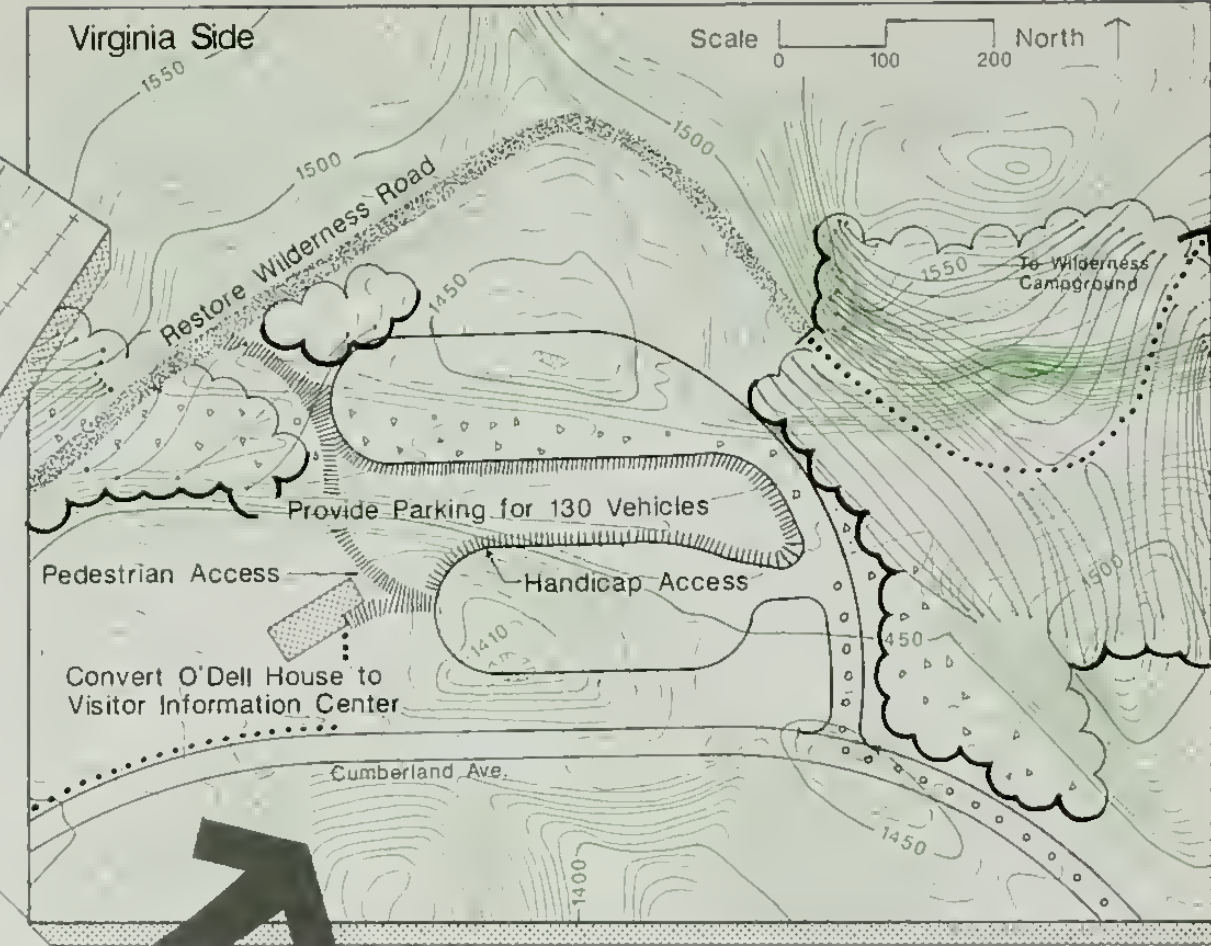 Virginia Side
Scale
0 100 200
North
1550
1500
1500
Restore Wilderness Road
1450
1550
To Wilderness
Campground
Provide Parking for 130 Vehicles
Pedestrian Access
Handicap Access
1500
1410
450
Convert O'Dell House to
Visitor Information Center
Cumberland Ave.
1450
1400